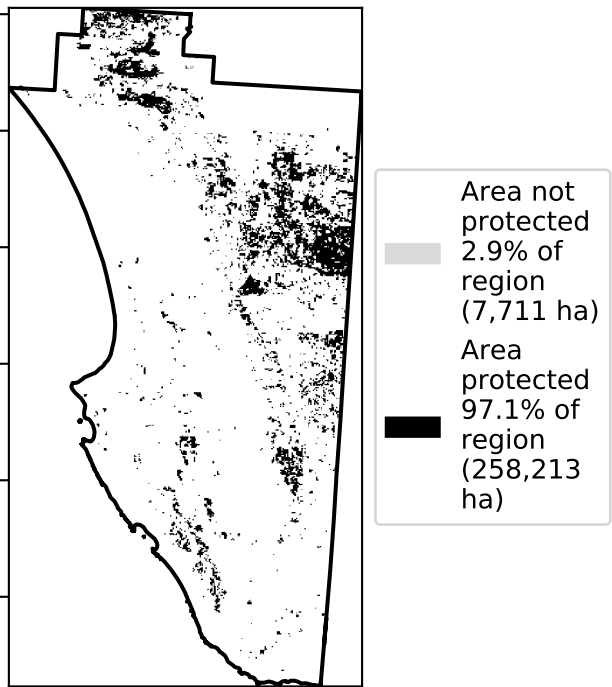 Area not
protected
2.9% of
region
(7,711 ha)
Area
protected
97.1% of
region
(258,213
ha)